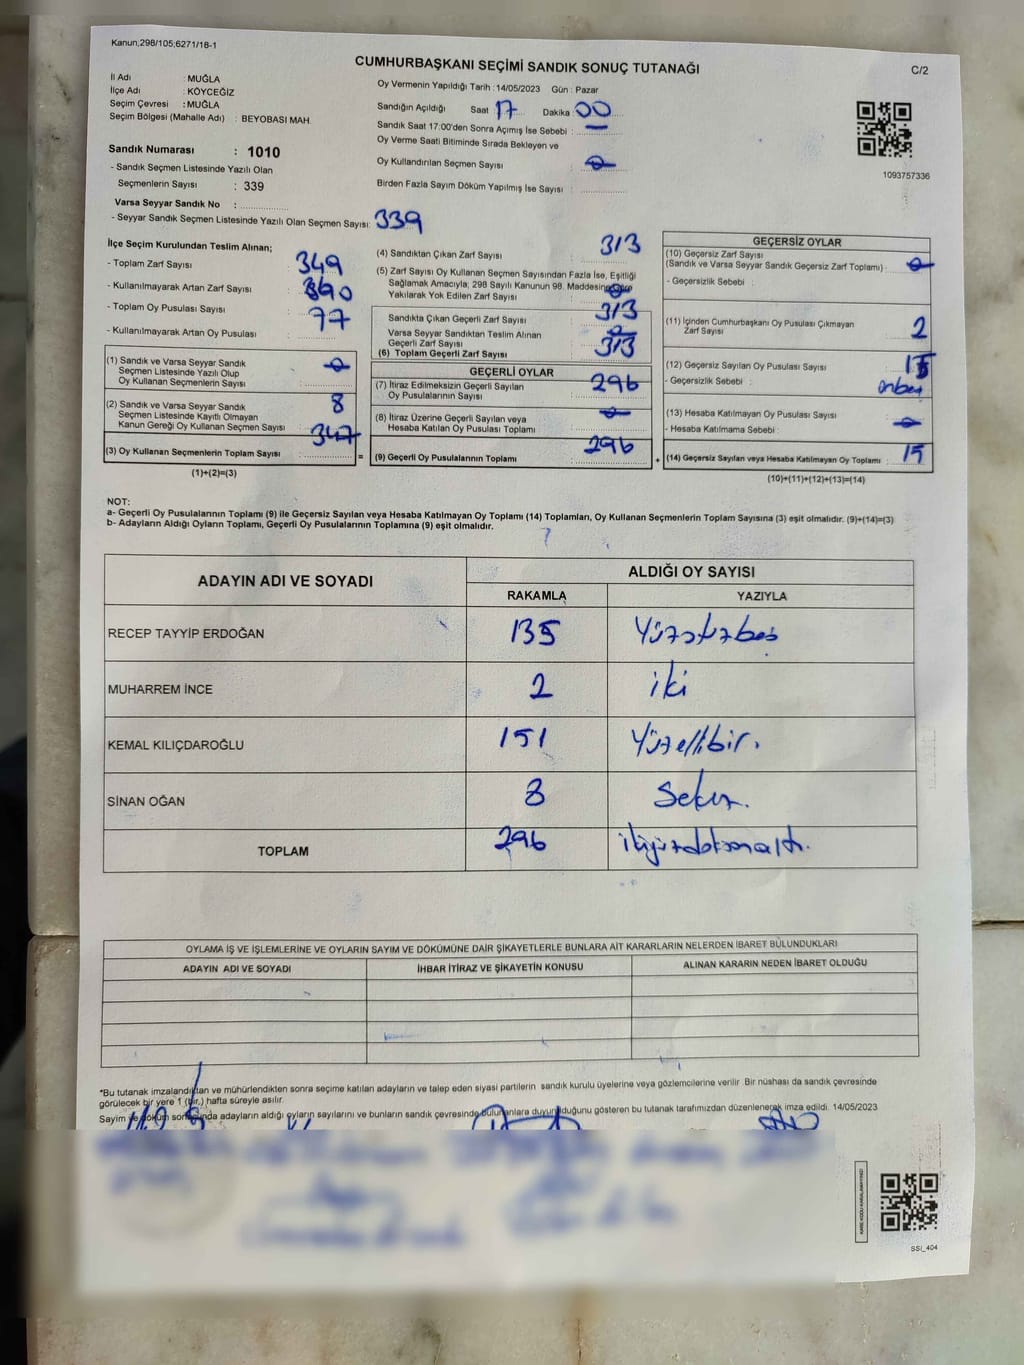 Kanun,298/105;6271/18-1
CUMHURBAŞKANI SEÇİMİ SANDIK SONUÇ TUTANAĞI
C/2
İl Adı : MUĞLA
İlçe Adı : KÖYCEĞİZ
Seçim Çevresi : MUĞLA
Seçim Bölgesi (Mahalle Adı) : BEYOBASI MAH.
Sandık Numarası : 1010
- Sandık Seçmen Listesinde Yazılı Olan
Seçmenlerin Sayısı : 339
Varsa Seyyar Sandık No :
- Seyyar Sandık Seçmen Listesinde Yazılı Olan Seçmen Sayısı: 339
Oy Vermenin Yapıldığı Tarih : 14/05/2023 Gün : Pazar
Sandığın Açıldığı Saat 17 Dakika : 00
Sandık Saat 17:00'den Sonra Açımış İse Sebebi : —
Oy Verme Saati Bitiminde Sırada Bekleyen ve
Oy Kullandırılan Seçmen Sayısı : 0
Birden Fazla Sayım Döküm Yapılmış İse Sayısı :
1093757336
İlçe Seçim Kurulundan Teslim Alınan;
- Toplam Zarf Sayısı : 349
- Kullanılmayarak Artan Zarf Sayısı : 390
- Toplam Oy Pusulası Sayısı : 77
- Kullanılmayarak Artan Oy Pusulası :
(1) Sandık ve Varsa Seyyar Sandık
Seçmen Listesinde Yazılı Olup
Oy Kullanan Seçmenlerin Sayısı : 0
(2) Sandık ve Varsa Seyyar Sandık
Seçmen Listesinde Kayıtlı Olmayan
Kanun Gereği Oy Kullanan Seçmen Sayısı : 8
(3) Oy Kullanan Seçmenlerin Toplam Sayısı : 347
(1)+(2)=(3)
(4) Sandıktan Çıkan Zarf Sayısı : 313
(5) Zarf Sayısı Oy Kullanan Seçmen Sayısından Fazla İse, Eşitliği
Sağlamak Amacıyla; 298 Sayılı Kanunun 98. Maddesine Göre
Yakılarak Yok Edilen Zarf Sayısı : 0
Sandıkta Çıkan Geçerli Zarf Sayısı : 313
Varsa Seyyar Sandıktan Teslim Alınan
Geçerli Zarf Sayısı : 0
(6) Toplam Geçerli Zarf Sayısı : 313
GEÇERLİ OYLAR
(7) İtiraz Edilmeksizin Geçerli Sayılan
Oy Pusulalarının Sayısı : 296
(8) İtiraz Üzerine Geçerli Sayılan veya
Hesaba Katılan Oy Pusulası Toplamı : 0
(9) Geçerli Oy Pusulalarının Toplamı : 296
GEÇERSİZ OYLAR
(10) Geçersiz Zarf Sayısı
(Sandık ve Varsa Seyyar Sandık Geçersiz Zarf Toplamı) : 0
- Geçersizlik Sebebi :
(11) İçinden Cumhurbaşkanı Oy Pusulası Çıkmayan
Zarf Sayısı : 2
(12) Geçersiz Sayılan Oy Pusulası Sayısı : 15
- Geçersizlik Sebebi : onbeş
(13) Hesaba Katılmayan Oy Pusulası Sayısı : 0
- Hesaba Katılmama Sebebi :
(14) Geçersiz Sayılan veya Hesaba Katılmayan Oy Toplamı : 15
(10)+(11)+(12)+(13)=(14)
NOT:
a- Geçerli Oy Pusulalarının Toplamı (9) ile Geçersiz Sayılan veya Hesaba Katılmayan Oy Toplamı (14) Toplamları, Oy Kullanan Seçmenlerin Toplam Sayısına (3) eşit olmalıdır. (9)+(14)=(3)
b- Adayların Aldığı Oyların Toplamı, Geçerli Oy Pusulalarının Toplamına (9) eşit olmalıdır.
ADAYIN ADI VE SOYADI
ALDIĞI OY SAYISI
RAKAMLA YAZIYLA
RECEP TAYYİP ERDOĞAN 135 Yüzotuzbeş
MUHARREM İNCE 2 iki
KEMAL KILIÇDAROĞLU 151 Yüzellibir.
SİNAN OĞAN 8 Sekiz.
TOPLAM 296 ikiyüzdoksanaltı.
OYLAMA İŞ VE İŞLEMLERİNE VE OYLARIN SAYIM VE DÖKÜMÜNE DAİR ŞİKAYETLERLE BUNLARA AİT KARARLARIN NELERDEN İBARET BULUNDUKLARI
ADAYIN ADI VE SOYADI İHBAR İTİRAZ VE ŞİKAYETİN KONUSU ALINAN KARARIN NEDEN İBARET OLDUĞU
*Bu tutanak imzalandıktan ve mühürlendikten sonra seçime katılan adayların ve talep eden siyasi partilerin sandık kurulu üyelerine veya gözlemcilerine verilir. Bir nüshası da sandık çevresinde
görülecek bir yere 1 (bir.) hafta süreyle asılır.
Sayım ve döküm sonucunda adayların aldığı oyların sayılarını ve bunların sandık çevresinde bulunanlara duyurulduğunu gösteren bu tutanak tarafımızdan düzenlenerek imza edildi. 14/05/2023
SSI_404